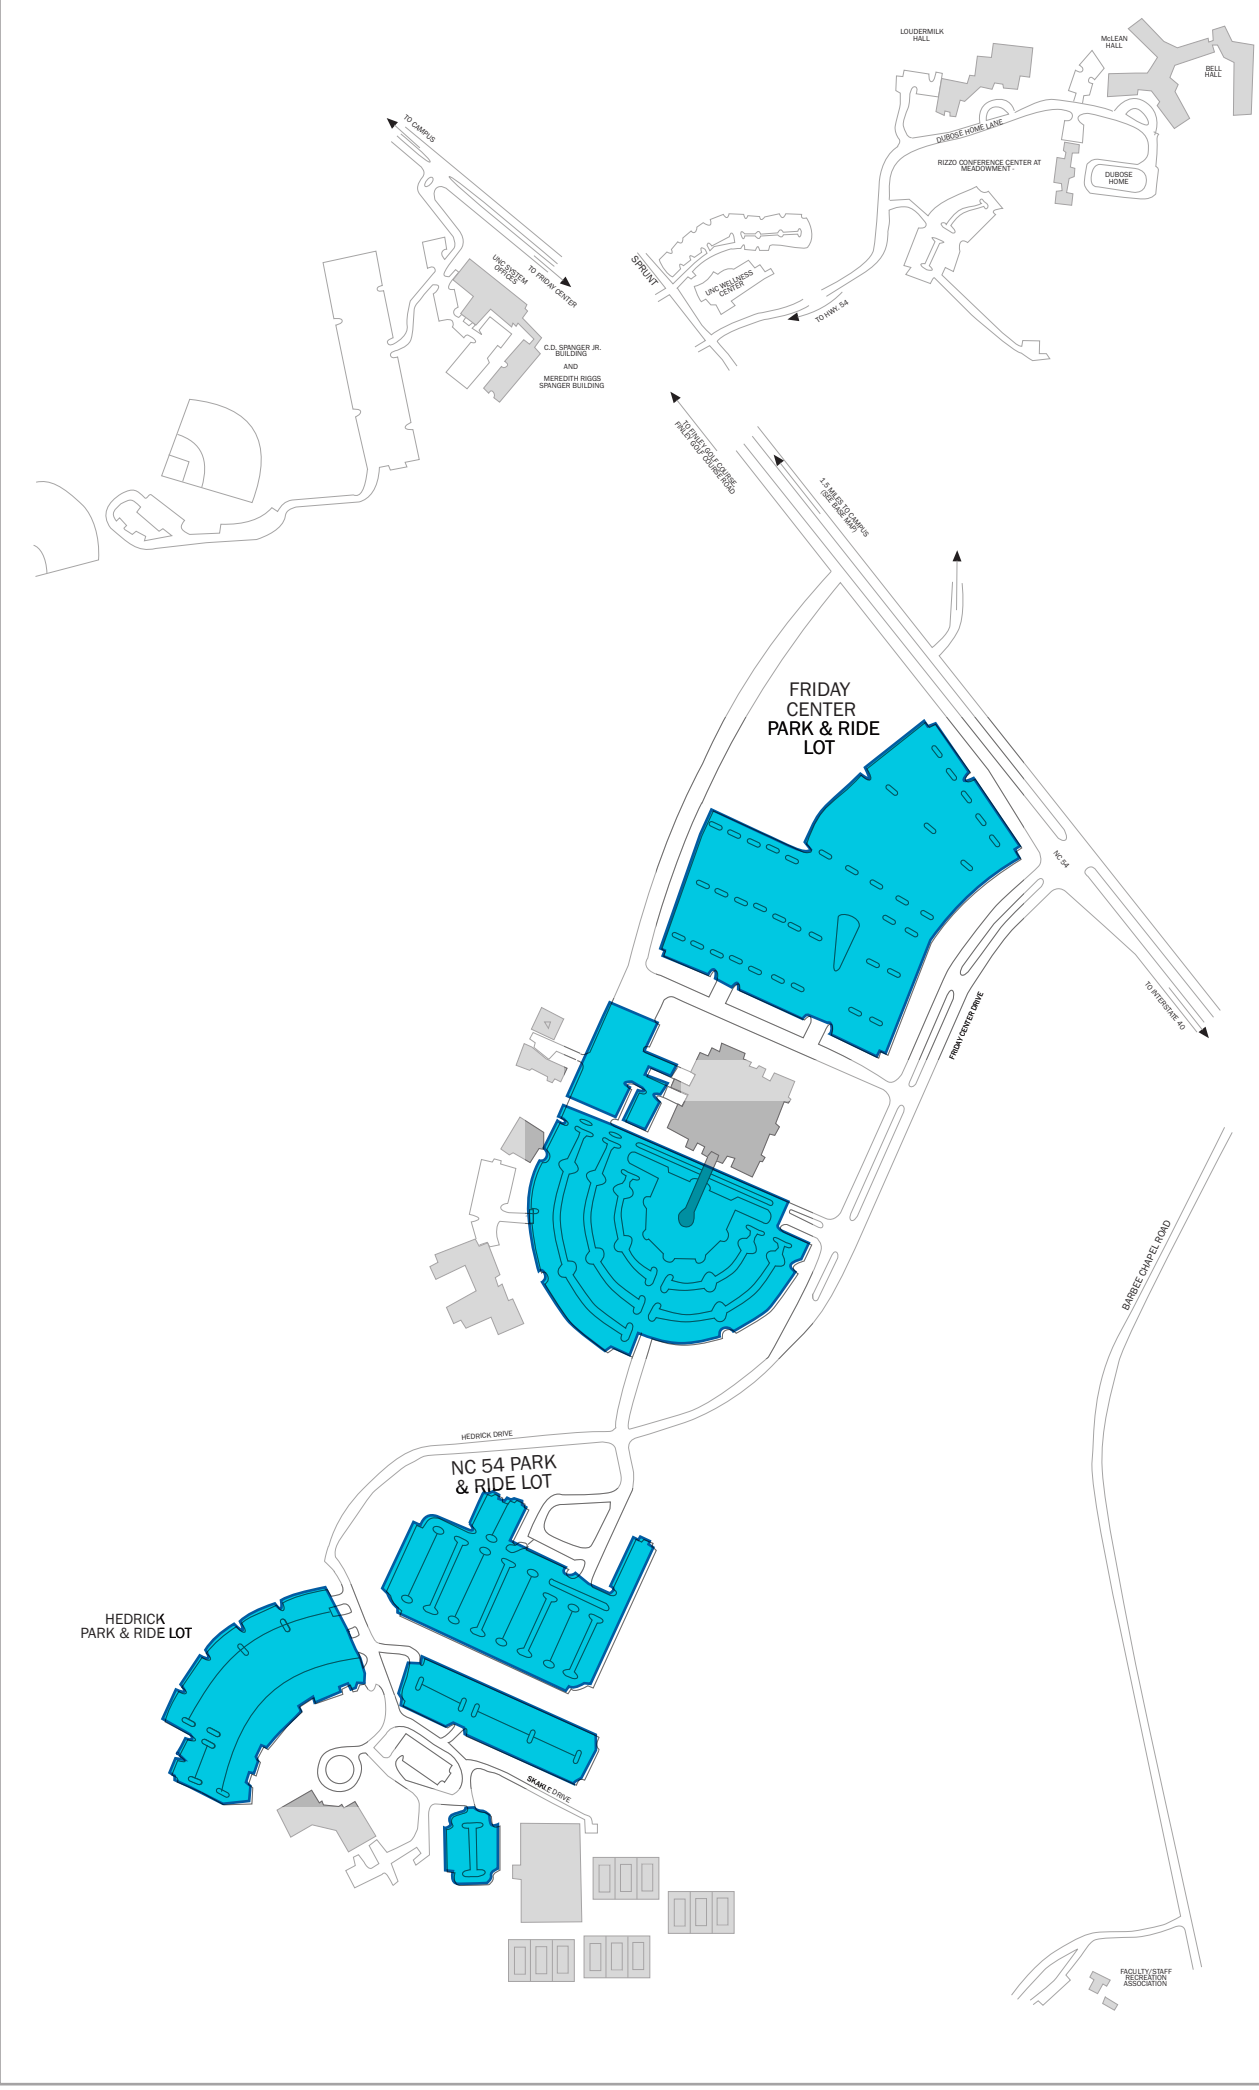 LOUDERMILK
HALL
McLEAN
HALL
BELL
HALL
TO CAMPUS
DUBOSE HOME LANE
RIZZO CONFERENCE CENTER AT
MEADOWMENT -
DUBOSE
HOME
UNC SYSTEM
OFFICES
TO FRIDAY CENTER
SPRUNT
UNC WELLNESS
CENTER
TO HWY. 54
C.D. SPANGER JR.
BUILDING
AND
MEREDITH RIGGS
SPANGER BUILDING
TO FINLEY GOLF COURSE,
FINLEY GOLF COURSE ROAD
1.5 MILES TO CAMPUS
(SEE BASE MAP)
FRIDAY
CENTER
PARK & RIDE
LOT
NC 54
TO INTERSTATE 40
FRIDAY CENTER DRIVE
BARBEE CHAPEL ROAD
HEDRICK DRIVE
NC 54 PARK
& RIDE LOT
HEDRICK
PARK & RIDE LOT
SKAKLE DRIVE
FACULTY/STAFF
RECREATION
ASSOCIATION